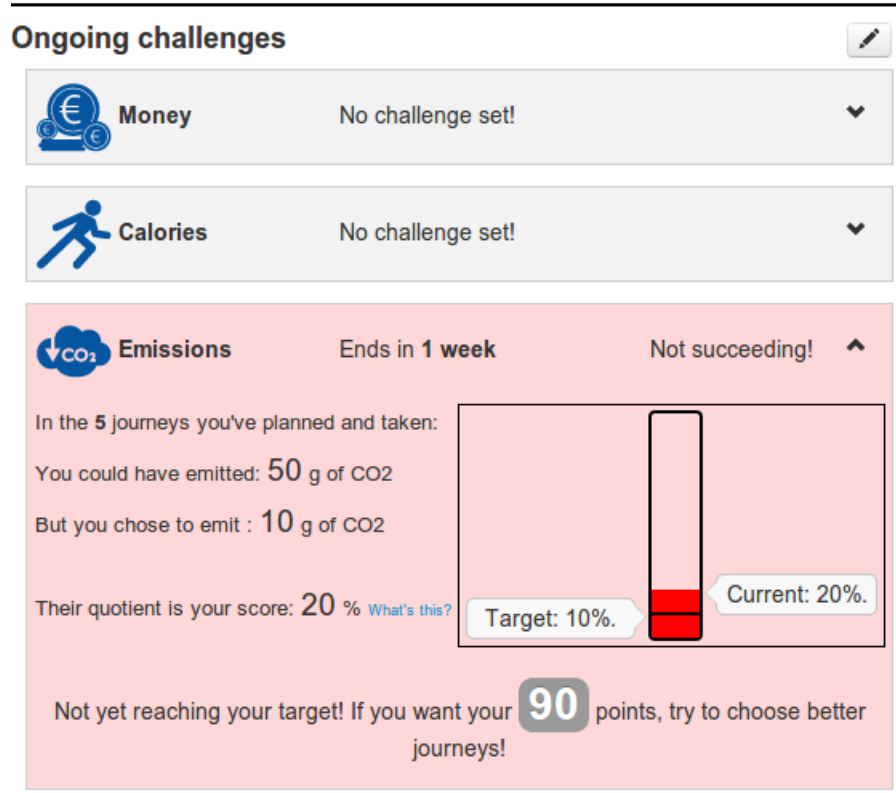 Ongoing challenges
€ € €
Money No challenge set!
Calories No challenge set!
CO₂ Emissions Ends in 1 week Not succeeding!
In the 5 journeys you've planned and taken:
You could have emitted: 50 g of CO2
But you chose to emit : 10 g of CO2
Their quotient is your score: 20 % What's this?
Target: 10%.
Current: 20%.
Not yet reaching your target! If you want your 90 points, try to choose better
journeys!